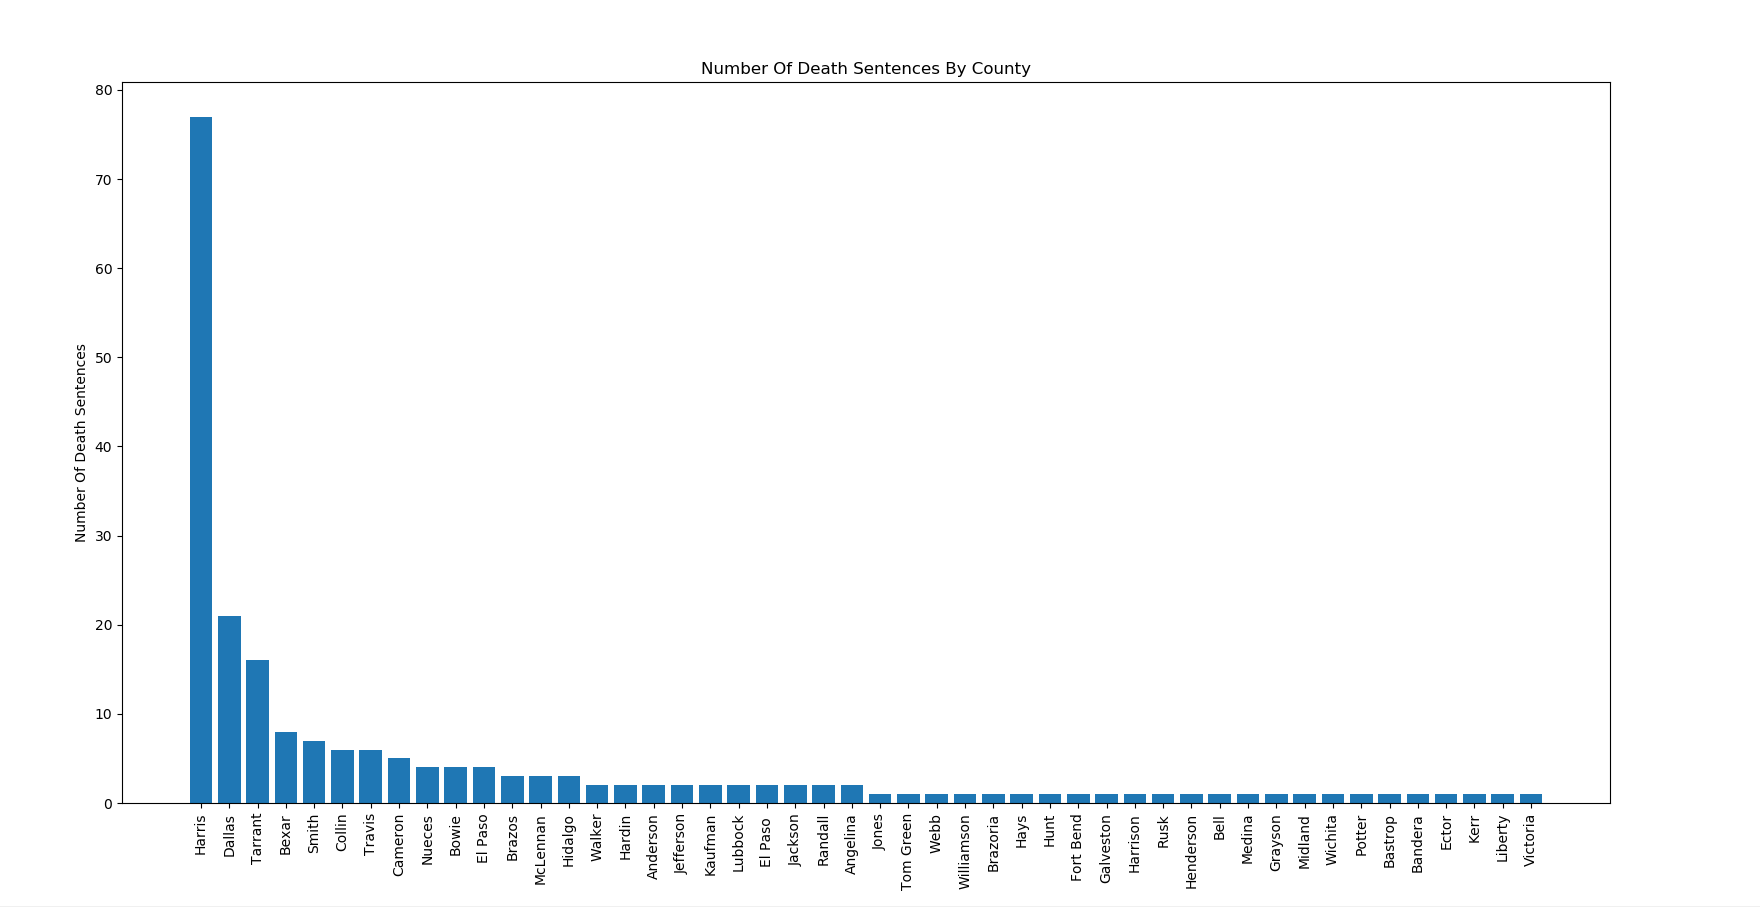 Number Of Death Sentences By County
Number Of Death Sentences
80
70
60
50
40
30
20
10
0
Harris
Dallas
Tarrant
Bexar
Smith
Collin
Travis
Cameron
Nueces
Bowie
El Paso
Brazos
McLennan
Hidalgo
Walker
Hardin
Anderson
Jefferson
Kaufman
Lubbock
El Paso
Jackson
Randall
Angelina
Jones
Tom Green
Webb
Williamson
Brazoria
Hays
Hunt
Fort Bend
Galveston
Harrison
Rusk
Henderson
Bell
Medina
Grayson
Midland
Wichita
Potter
Bastrop
Bandera
Ector
Kerr
Liberty
Victoria